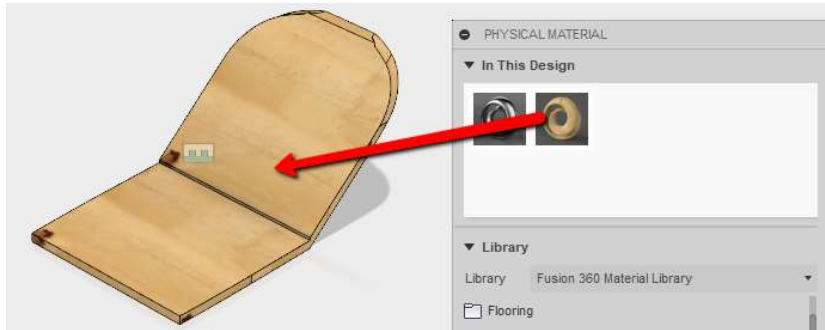 PHYSICAL MATERIAL
In This Design
Library
Library Fusion 360 Material Library
Flooring